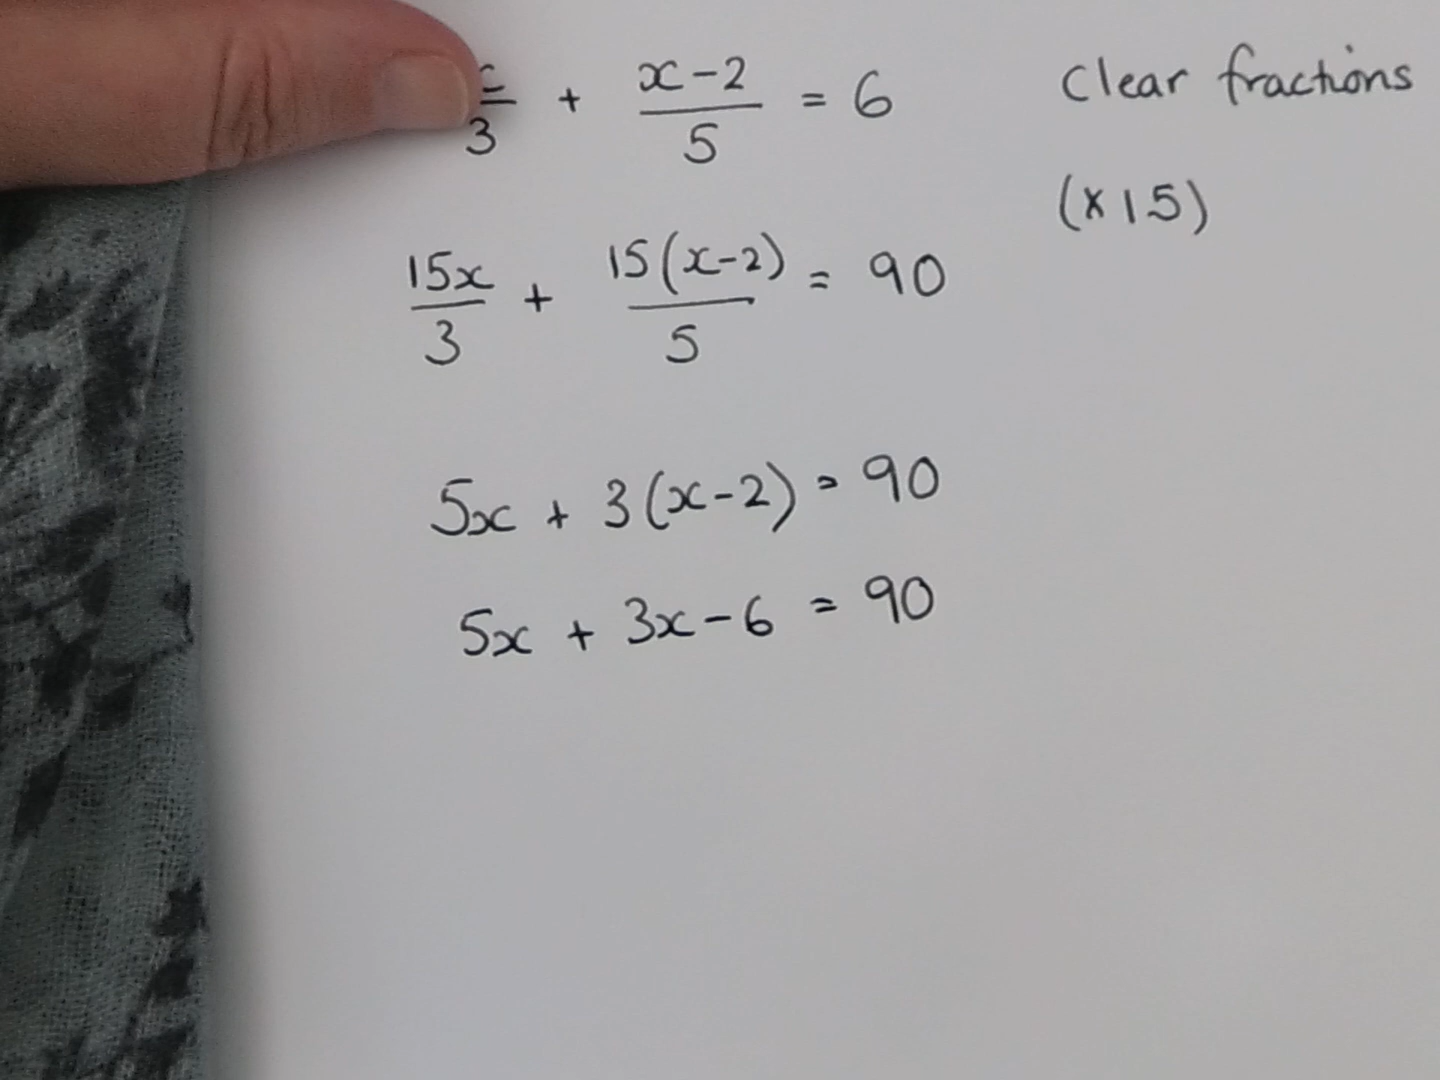 x/3 + (x-2)/5 = 6 Clear fractions
(×15)
15x/3 + 15(x-2)/5 = 90
5x + 3(x-2) = 90
5x + 3x-6 = 90